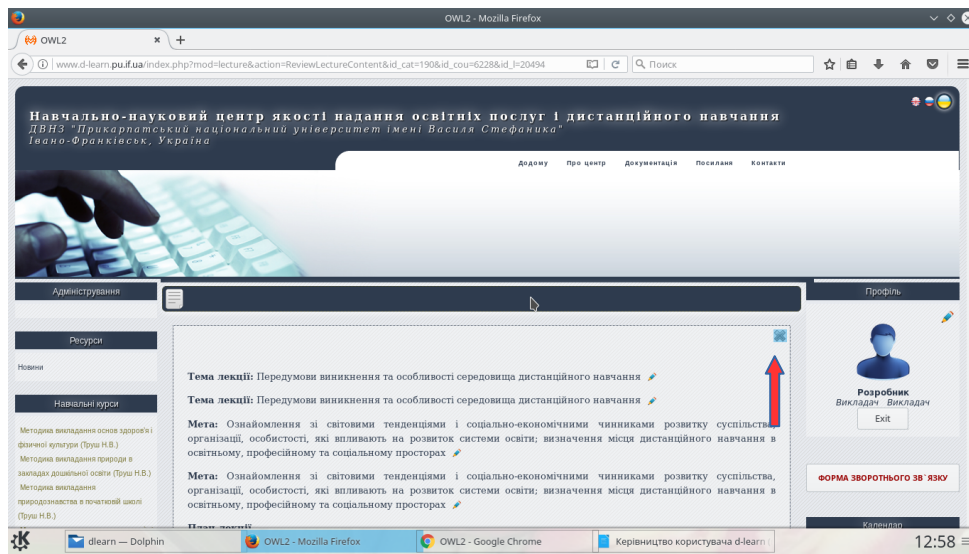 OWL2 - Mozilla Firefox
OWL2
www.d-learn.pu.if.ua/index.php?mod=lecture&action=ReviewLectureContent&id_cat=190&id_cou=6228&id_l=20494
Поиск
Навчально-науковий центр якості надання освітніх послуг і дистанційного навчання
ДВНЗ "Прикарпатський національний університет імені Василя Стефаника"
Івано-Франківськ, Україна
Додому Про центр Документація Посиланя Контакти
Адміністрування
Ресурси
Новини
Навчальні курси
Методика викладання основ здоров'я і
фізичної культури (Труш Н.В.)
Методика викладання природи в
закладах дошкільної освіти (Труш Н.В.)
Методика викладання
природознавства в початковій школі
(Труш Н.В.)
Тема лекції: Передумови виникнення та особливості середовища дистанційного навчання
Тема лекції: Передумови виникнення та особливості середовища дистанційного навчання
Мета: Ознайомлення зі світовими тенденціями і соціально-економічними чинниками розвитку суспільства,
організації, особистості, які впливають на розвиток системи освіти; визначення місця дистанційного навчання в
освітньому, професійному та соціальному просторах
Мета: Ознайомлення зі світовими тенденціями і соціально-економічними чинниками розвитку суспільства,
організації, особистості, які впливають на розвиток системи освіти; визначення місця дистанційного навчання в
освітньому, професійному та соціальному просторах
План лекції
Профіль
Розробник
Викладач Викладач
Exit
ФОРМА ЗВОРОТНЬОГО ЗВ`ЯЗКУ
Календар
dlearn — Dolphin
OWL2 - Mozilla Firefox
OWL2 - Google Chrome
Керівництво користувача d-learn
12:58